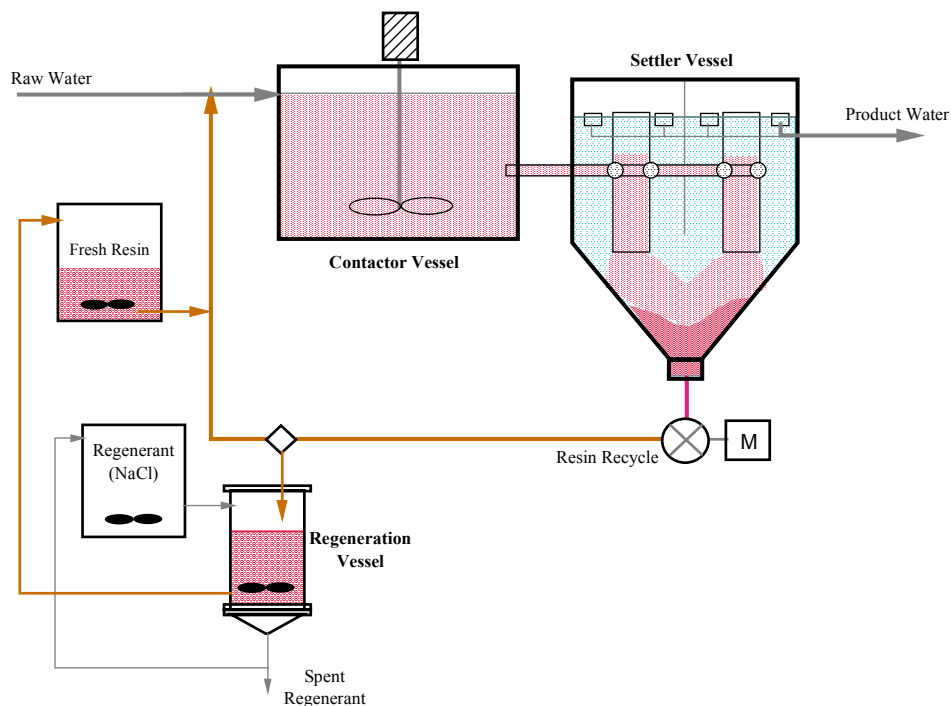 Settler Vessel
Raw Water
Product Water
Fresh Resin
Contactor Vessel
Regenerant
(NaCl)
Resin Recycle
M
Regeneration
Vessel
Spent
Regenerant